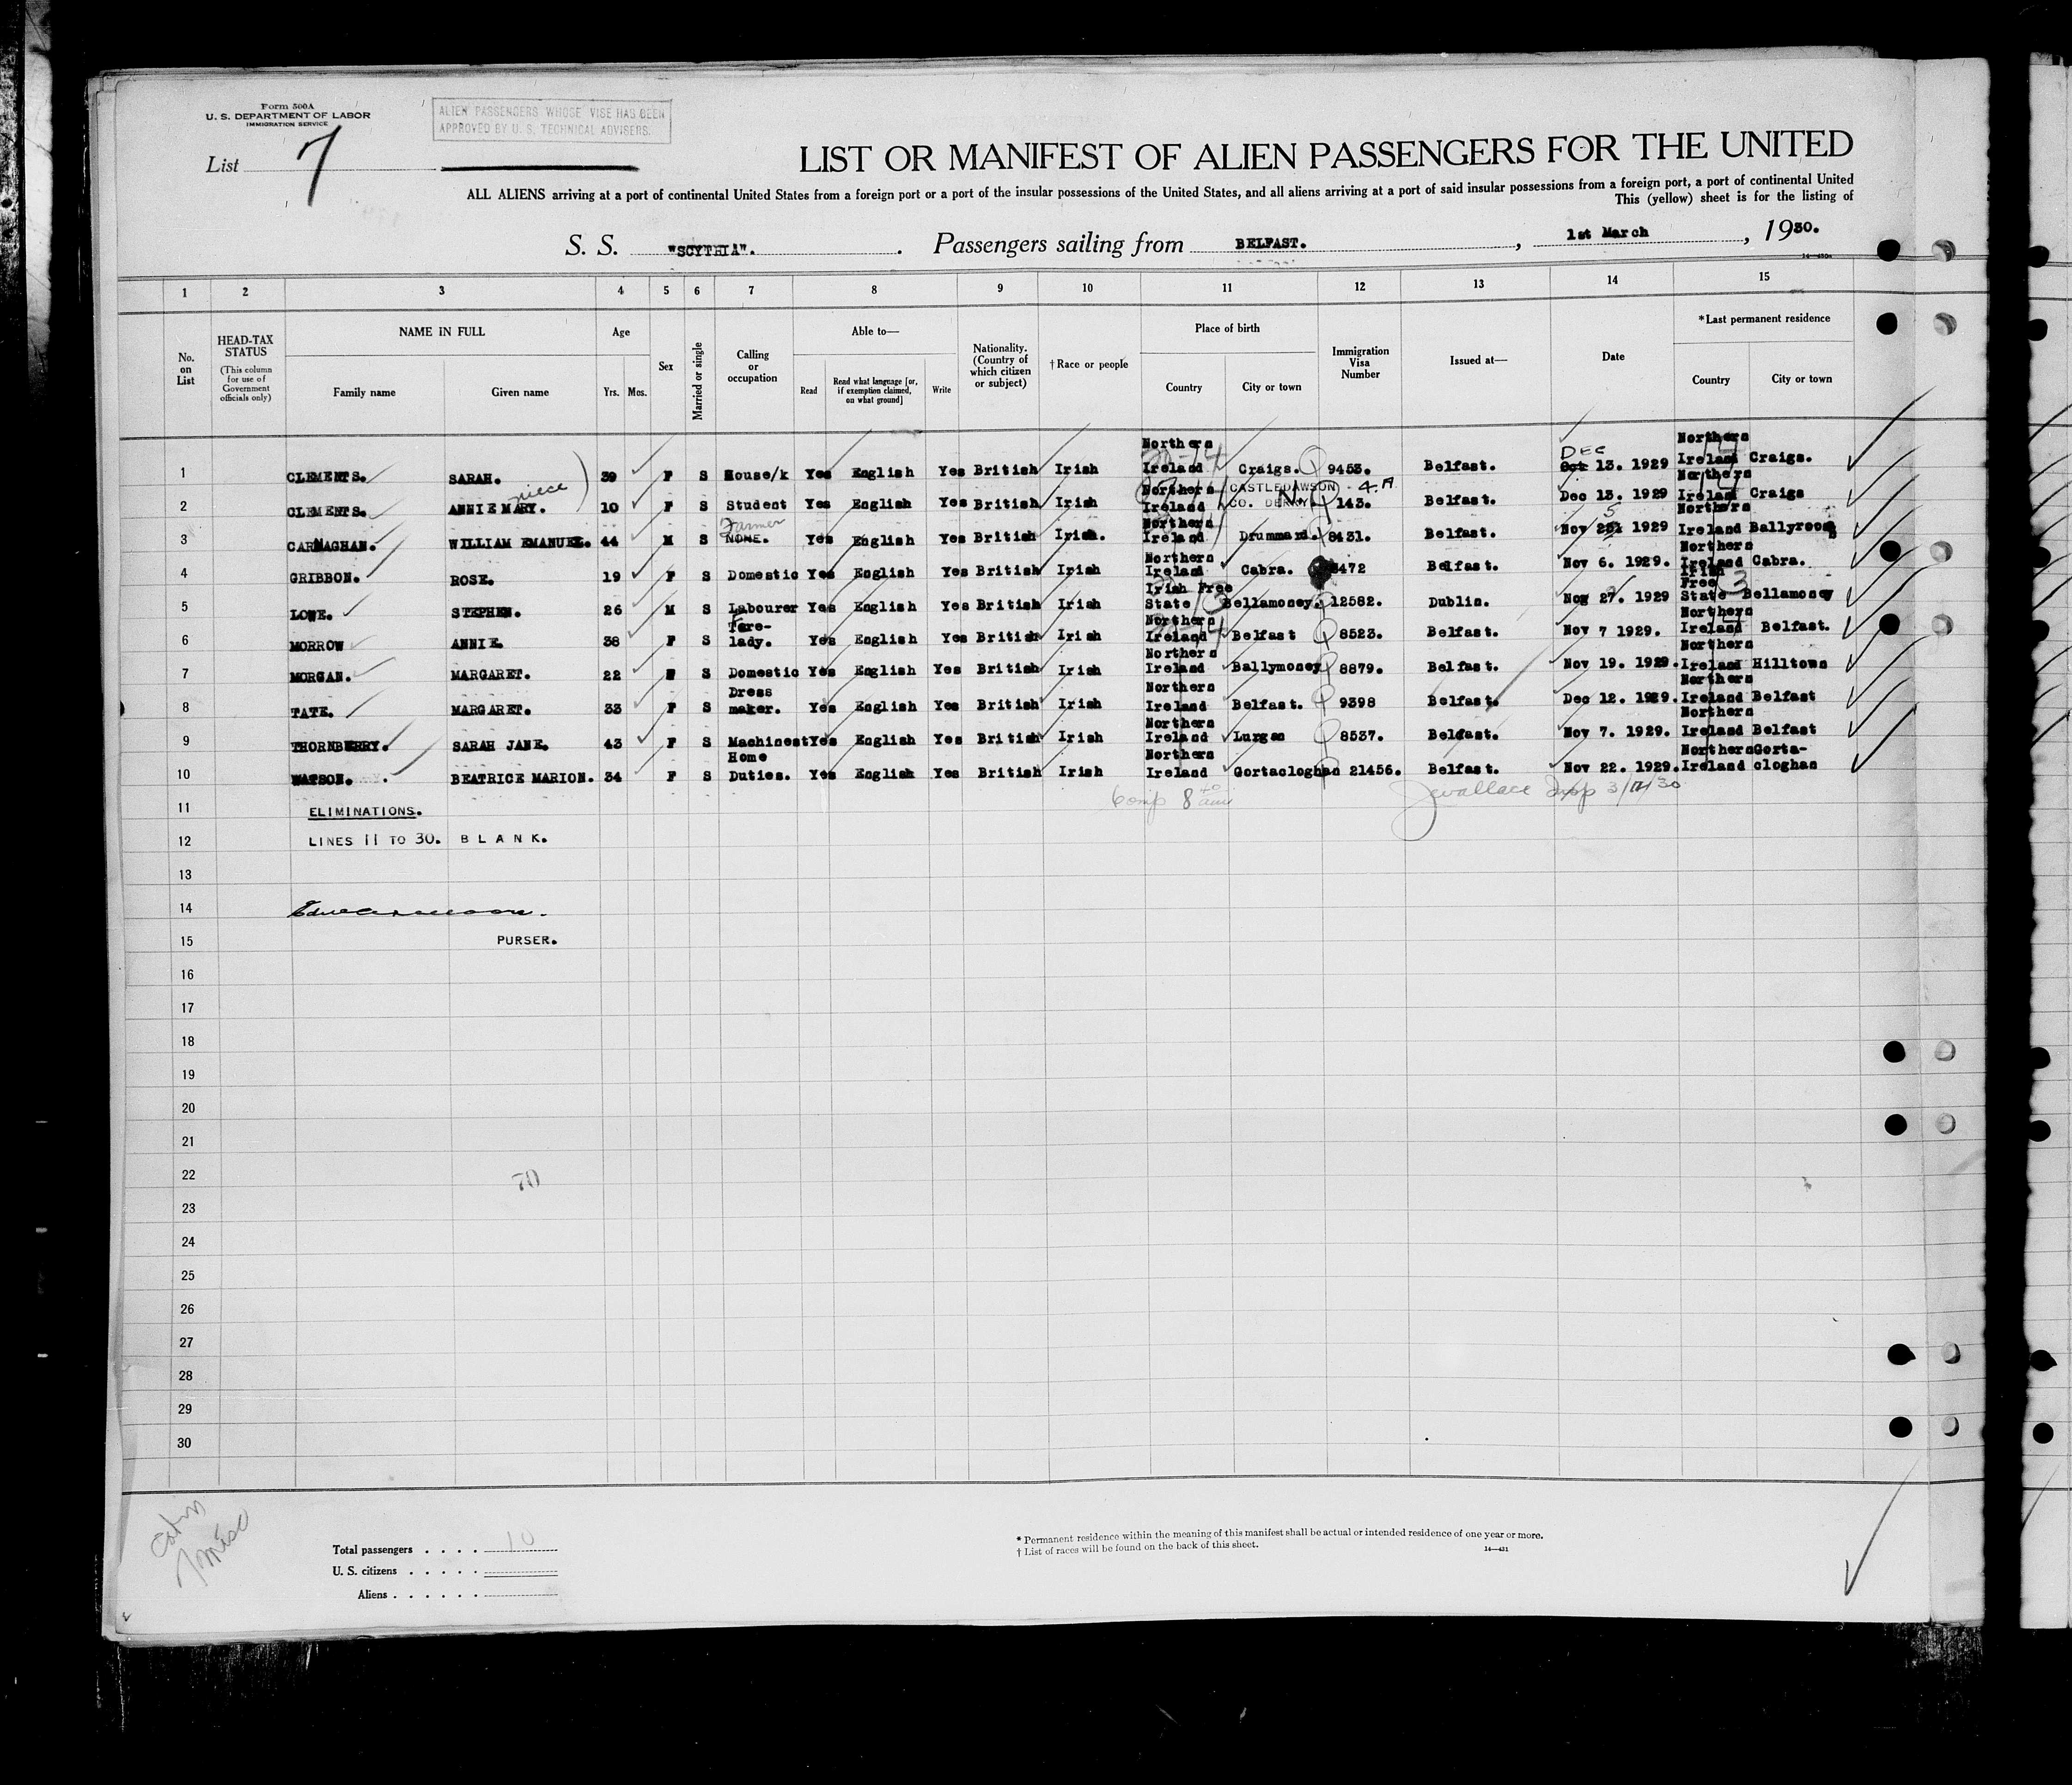 Form 500A
U. S. DEPARTMENT OF LABOR
IMMIGRATION SERVICE
ALIEN PASSENGERS WHOSE VISE HAS BEEN
APPROVED BY U. S. TECHNICAL ADVISERS.
List 7
LIST OR MANIFEST OF ALIEN PASSENGERS FOR THE UNITED
ALL ALIENS arriving at a port of continental United States from a foreign port or a port of the insular possessions of the United States, and all aliens arriving at a port of said insular possessions from a foreign port, a port of continental United
This (yellow) sheet is for the listing of
S. S. "SCYTHIA". Passengers sailing from BELFAST. , 1st March , 1930.
1 2 3 4 5 6 7 8 9 10 11 12 13 14 15
No. on List
HEAD-TAX STATUS (This column for use of Government officials only)
NAME IN FULL
Family name Given name
Age
Yrs. Mos.
Sex
Married or single
Calling or occupation
Able to—
Read Read what language [or, if exemption claimed, on what ground] Write
Nationality. (Country of which citizen or subject)
† Race or people
Place of birth
Country City or town
Immigration Visa Number
Issued at—
Date
*Last permanent residence
Country City or town
1 CLEMENTS. SARAH. 39 F S House/k Yes English Yes British Irish Northern Ireland Craigs. 9453. Belfast. DEC 13. 1929 Northern Ireland Craigs.
2 CLEMENTS. ANNIE MARY. niece 10 F S Student Yes English Yes British Irish Northern Ireland CASTLEDAWSON CO. DERRY N. 143. Belfast. Dec 13. 1929 Northern Ireland Craigs
3 CARNAGHAN. WILLIAM EMANUEL. 44 M S NONE. Farmer Yes English Yes British Irish. Northern Ireland Drummard. 8431. Belfast. Nov 1929 Northern Ireland
4 GRIBBON. ROSE. 19 F S Domestic Yes English Yes British Irish Northern Ireland Cabra. 8472 Belfast. Nov 6. 1929. Northern Ireland Cabra.
5 LOWE. STEPHEN. 26 M S Labourer Yes English Yes British Irish Irish Free State Bellamoney. 12582. Dublin. Nov 27. 1929 Irish Free State Bellamoney
6 MORROW ANNIE. 38 F S Forelady. Yes English Yes British Irish Northern Ireland Belfast 8523. Belfast. Nov 7 1929. Northern Ireland Belfast.
7 MORGAN. MARGARET. 22 F S Domestic Yes English Yes British Irish Northern Ireland Ballymoney 8879. Belfast. Nov 19. 1929. Northern Ireland Hilltown
8 TATE. MARGARET. 33 F S Dress maker. Yes English Yes British Irish Northern Ireland Belfast. 9398 Belfast. Dec 12. 1929. Northern Ireland Belfast
9 THORNBERRY. SARAH JANE. 43 F S Machinest Yes English Yes British Irish Northern Ireland Lurgan 8537. Belfast. Nov 7. 1929. Northern Ireland Belfast
10 WATSON. BEATRICE MARION. 34 F S Home Duties. Yes English Yes British Irish Northern Ireland Gortacloghan 21456. Belfast. Nov 22. 1929. Northern Ireland Gortacloghan
11 ELIMINATIONS.
12 LINES 11 TO 30. BLANK.
13
14
15 PURSER.
16
17
18
19
20
21
22 70
23
24
25
26
27
28
29
30
Total passengers . . . . 10
U. S. citizens . . . . .
Aliens . . . . . .
* Permanent residence within the meaning of this manifest shall be actual or intended residence of one year or more.
† List of races will be found on the back of this sheet.
14—431